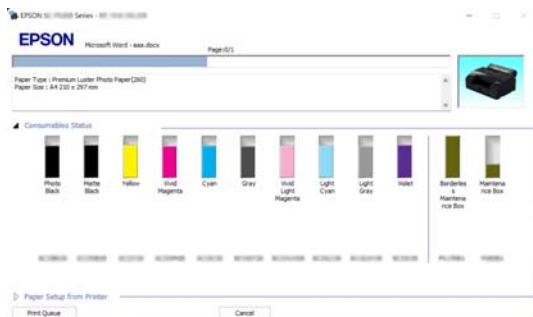 EPSON Series -
EPSON
Microsoft Word - aaa.docx
Page:0/1
Paper Type : Premium Luster Photo Paper(260)
Paper Size : A4 210 x 297 mm
Consumables Status
Photo Black
Matte Black
Yellow
Vivid Magenta
Cyan
Gray
Vivid Light Magenta
Light Cyan
Light Gray
Violet
Borderles s Maintena nce Box
Maintena nce Box
Paper Setup from Printer
Print Queue
Cancel